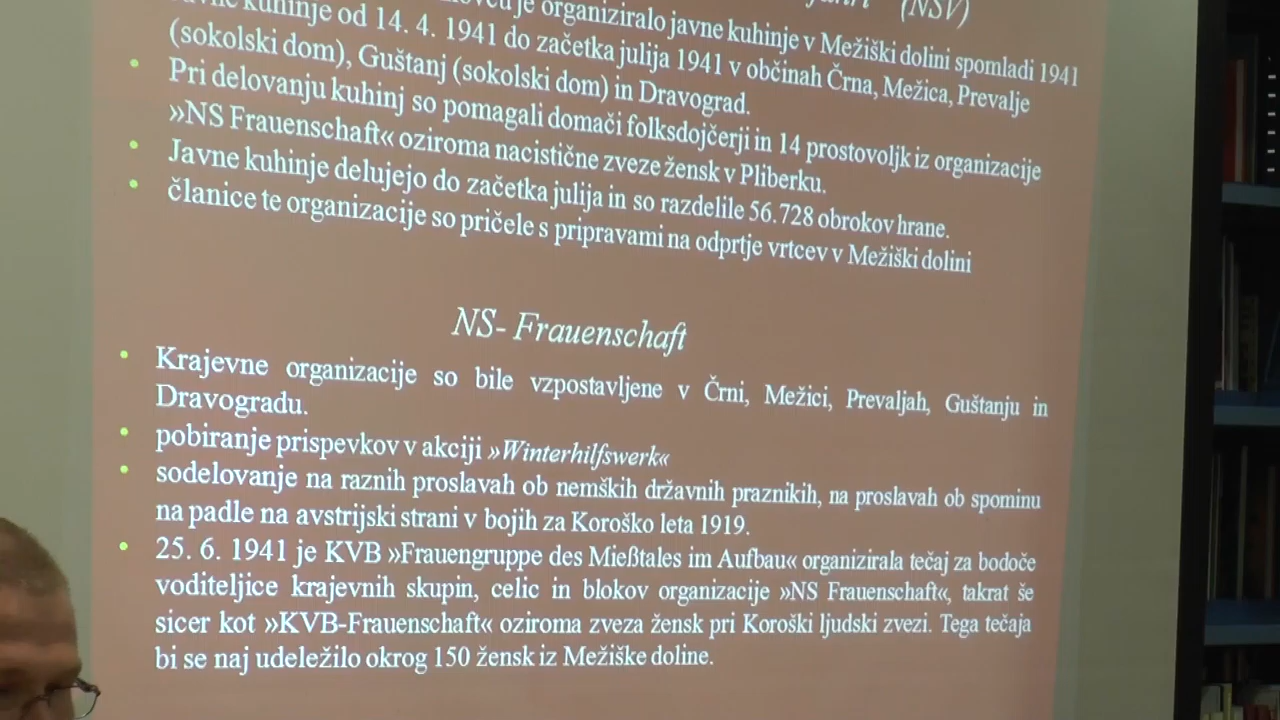 (NSV)
je organiziralo javne kuhinje v Mežiški dolini spomladi 1941
kuhinje od 14. 4. 1941 do začetka julija 1941 v občinah Črna, Mežica, Prevalje
(sokolski dom), Guštanj (sokolski dom) in Dravograd.
• Pri delovanju kuhinj so pomagali domači folksdojčerji in 14 prostovoljk iz organizacije
»NS Frauenschaft« oziroma nacistične zveze žensk v Pliberku.
• Javne kuhinje delujejo do začetka julija in so razdelile 56.728 obrokov hrane.
• članice te organizacije so pričele s pripravami na odprtje vrtcev v Mežiški dolini
NS- Frauenschaft
• Krajevne organizacije so bile vzpostavljene v Črni, Mežici, Prevaljah, Guštanju in
Dravogradu.
• pobiranje prispevkov v akciji »Winterhilfswerk«
• sodelovanje na raznih proslavah ob nemških državnih praznikih, na proslavah ob spominu
na padle na avstrijski strani v bojih za Koroško leta 1919.
• 25. 6. 1941 je KVB »Frauengruppe des Mießtales im Aufbau« organizirala tečaj za bodoče
voditeljice krajevnih skupin, celic in blokov organizacije »NS Frauenschaft«, takrat še
sicer kot »KVB-Frauenschaft« oziroma zveza žensk pri Koroški ljudski zvezi. Tega tečaja
bi se naj udeležilo okrog 150 žensk iz Mežiške doline.